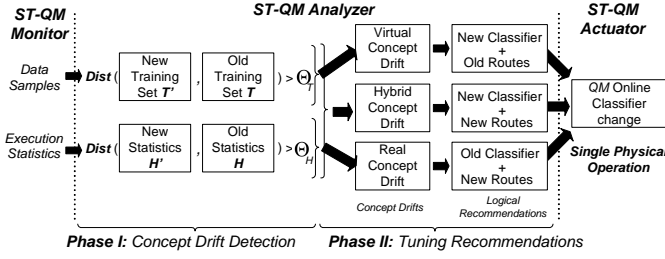 ST-QM
Monitor
ST-QM Analyzer
ST-QM
Actuator
Data
Samples
Dist ( New Training Set T' , Old Training Set T ) > Θ_T
Execution
Statistics
Dist ( New Statistics H' , Old Statistics H ) > Θ_H
Virtual
Concept
Drift
New Classifier
+
Old Routes
Hybrid
Concept
Drift
New Classifier
+
New Routes
Real
Concept
Drift
Old Classifier
+
New Routes
QM Online
Classifier
change
Single Physical
Operation
Concept Drifts
Logical
Recommendations
Phase I: Concept Drift Detection
Phase II: Tuning Recommendations